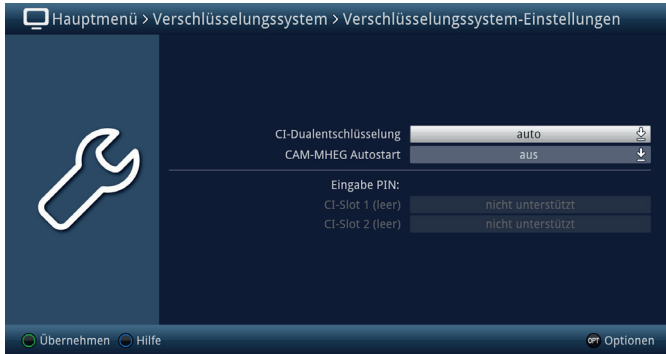 Hauptmenü > Verschlüsselungssystem > Verschlüsselungssystem-Einstellungen
CI-Dualentschlüsselung auto
CAM-MHEG Autostart aus
Eingabe PIN:
CI-Slot 1 (leer) nicht unterstützt
CI-Slot 2 (leer) nicht unterstützt
Übernehmen Hilfe OPT Optionen